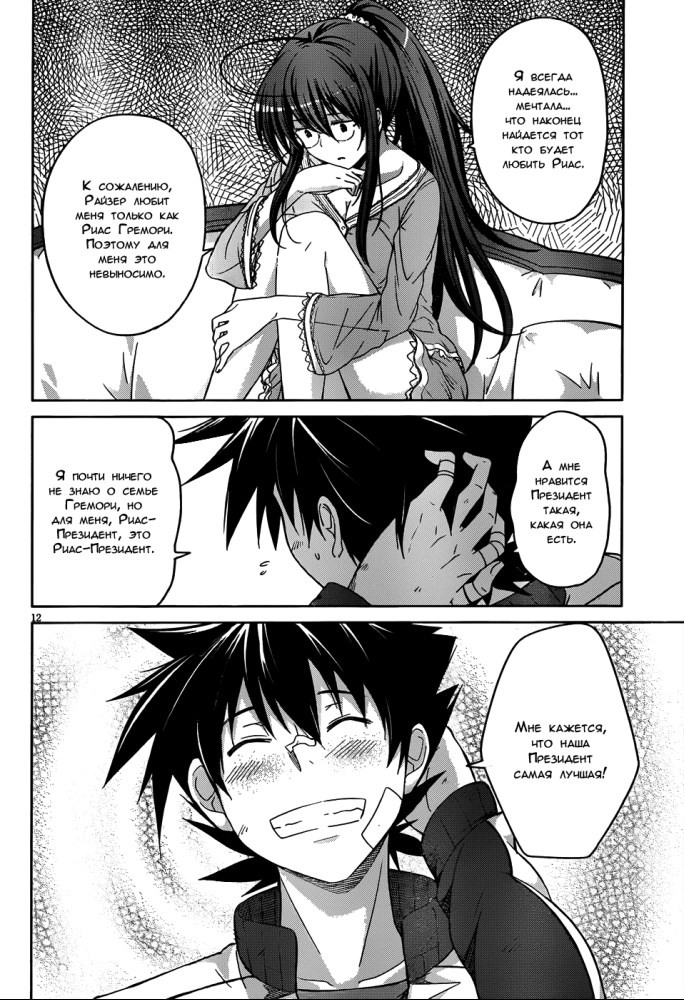 Я всегда
надеялась...
мечтала...
что наконец
найдется тот
кто будет
любить Риас.
К сожалению,
Райзер любит
меня только как
Риас Гремори.
Поэтому для
меня это
невыносимо.
А мне
нравится
Президент
такая,
какая она
есть.
Я почти ничего
не знаю о семье
Гремори, но
для меня, Риас-
Президент, это
Риас-Президент.
12
Мне кажется,
что наша
Президент
самая лучшая!